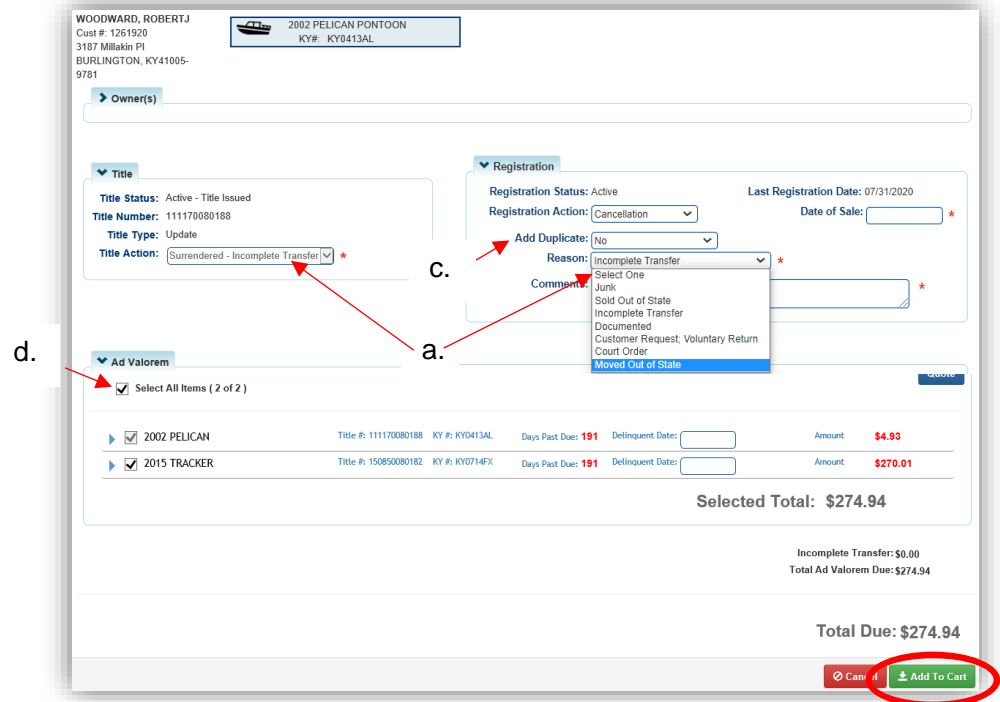 WOODWARD, ROBERTJ
Cust #: 1261920
3187 Millakin Pl
BURLINGTON, KY41005-
9781
2002 PELICAN PONTOON
KY#: KY0413AL
Owner(s)
Title
Title Status: Active - Title Issued
Title Number: 111170080188
Title Type: Update
Title Action: Surrendered - Incomplete Transfer *
Registration
Registration Status: Active Last Registration Date: 07/31/2020
Registration Action: Cancellation Date of Sale: *
c. Add Duplicate: No
Reason: Incomplete Transfer *
Select One
Junk
Sold Out of State
Incomplete Transfer
Documented
Customer Request; Voluntary Return
Court Order
Moved Out of State
Comments: *
a.
d.
Ad Valorem
Quote
Select All Items ( 2 of 2 )
2002 PELICAN Title #: 111170080188 KY #: KY0413AL Days Past Due: 191 Delinquent Date: Amount $4.93
2015 TRACKER Title #: 150850080182 KY #: KY0714FX Days Past Due: 191 Delinquent Date: Amount $270.01
Selected Total: $274.94
Incomplete Transfer: $0.00
Total Ad Valorem Due: $274.94
Total Due: $274.94
Cancel Add To Cart